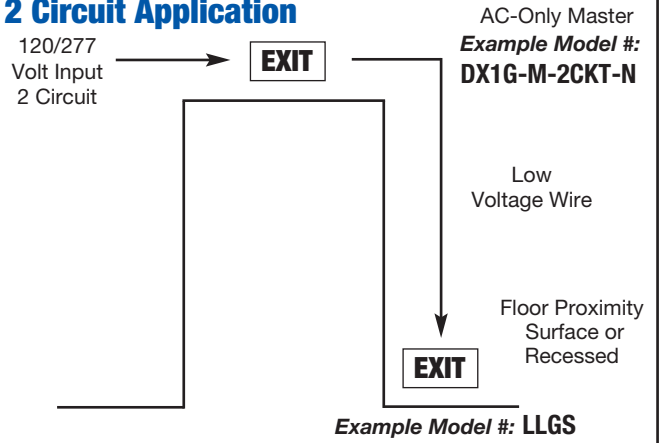 2 Circuit Application
120/277
Volt Input
2 Circuit
EXIT
AC-Only Master
Example Model #:
DX1G-M-2CKT-N
Low
Voltage Wire
Floor Proximity
Surface or
Recessed
EXIT
Example Model #: LLGS